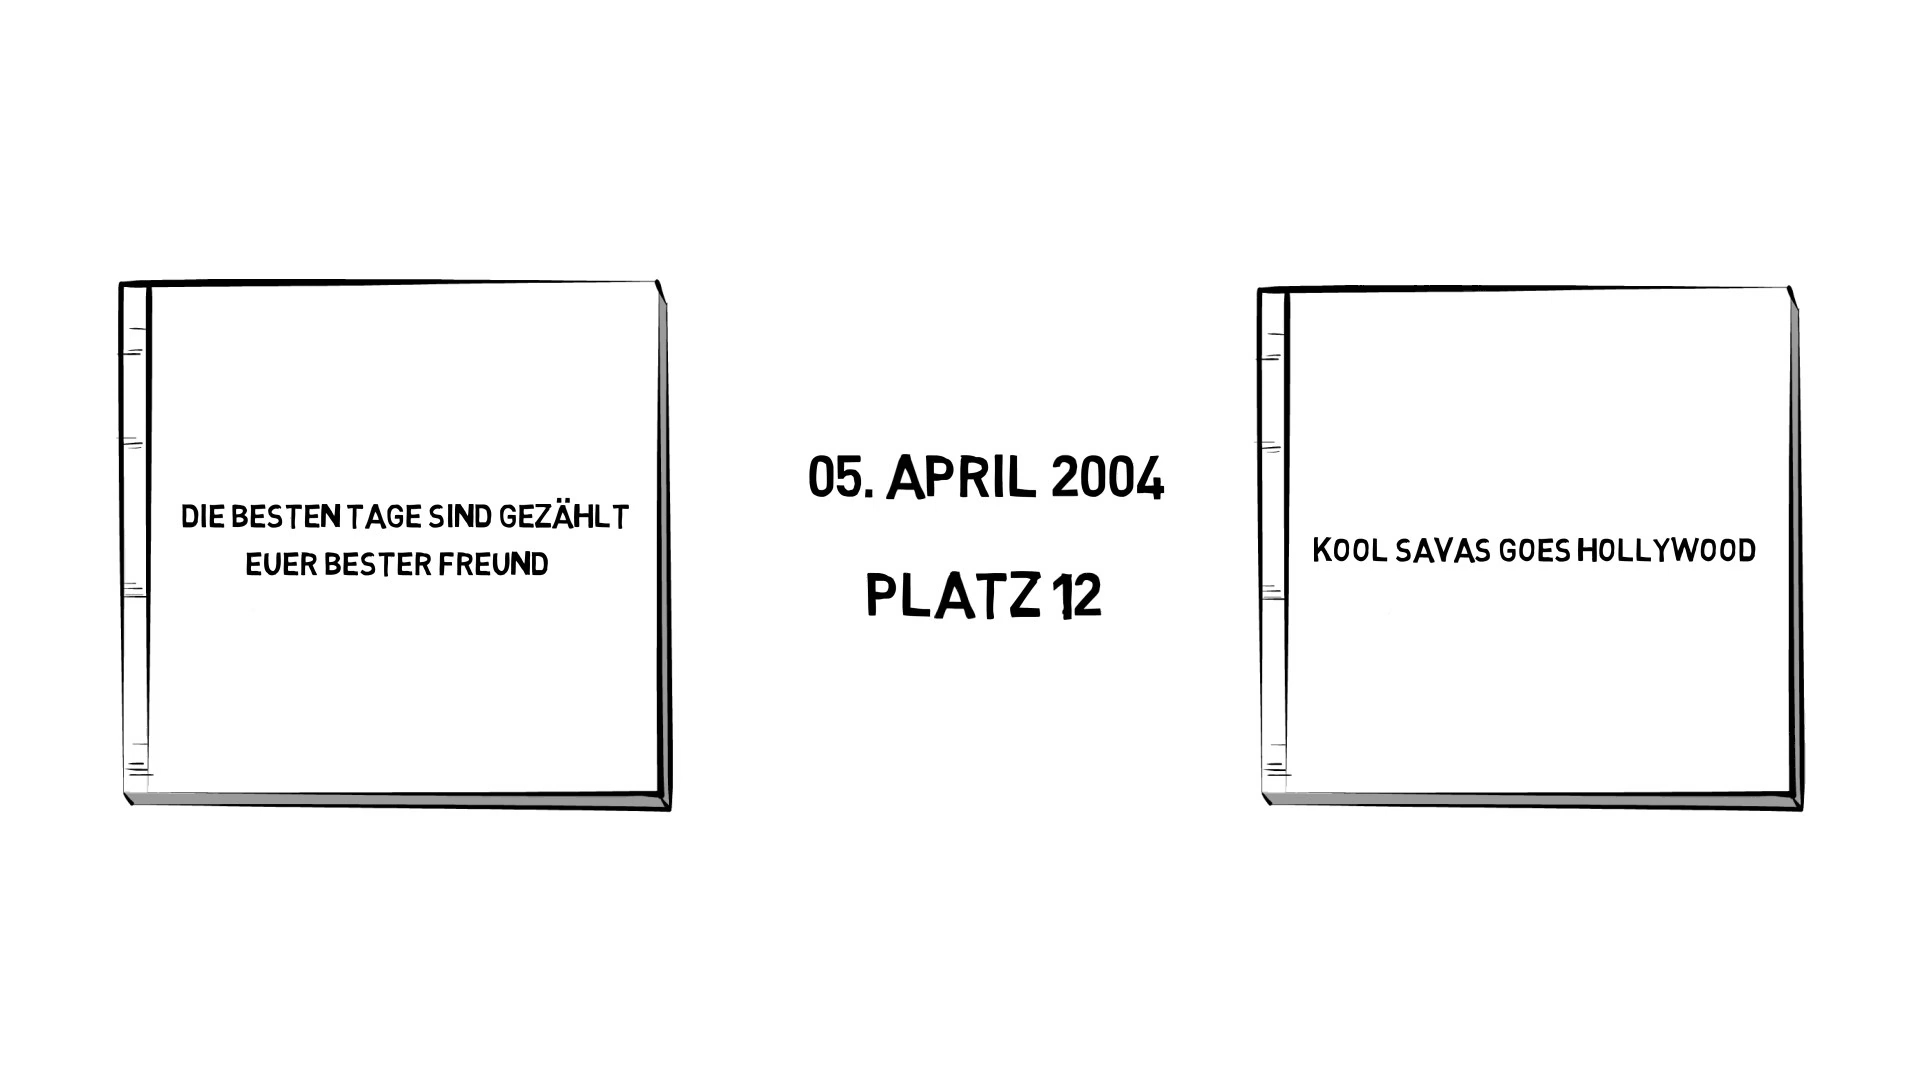 DIE BESTEN TAGE SIND GEZÄHLT
EUER BESTER FREUND
05. APRIL 2004
PLATZ 12
KOOL SAVAS GOES HOLLYWOOD